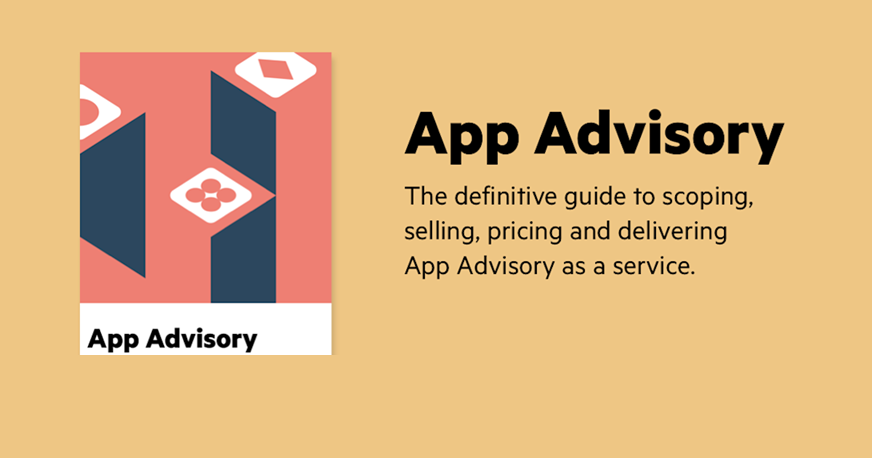 App Advisory
The definitive guide to scoping,
selling, pricing and delivering
App Advisory as a service.
App Advisory